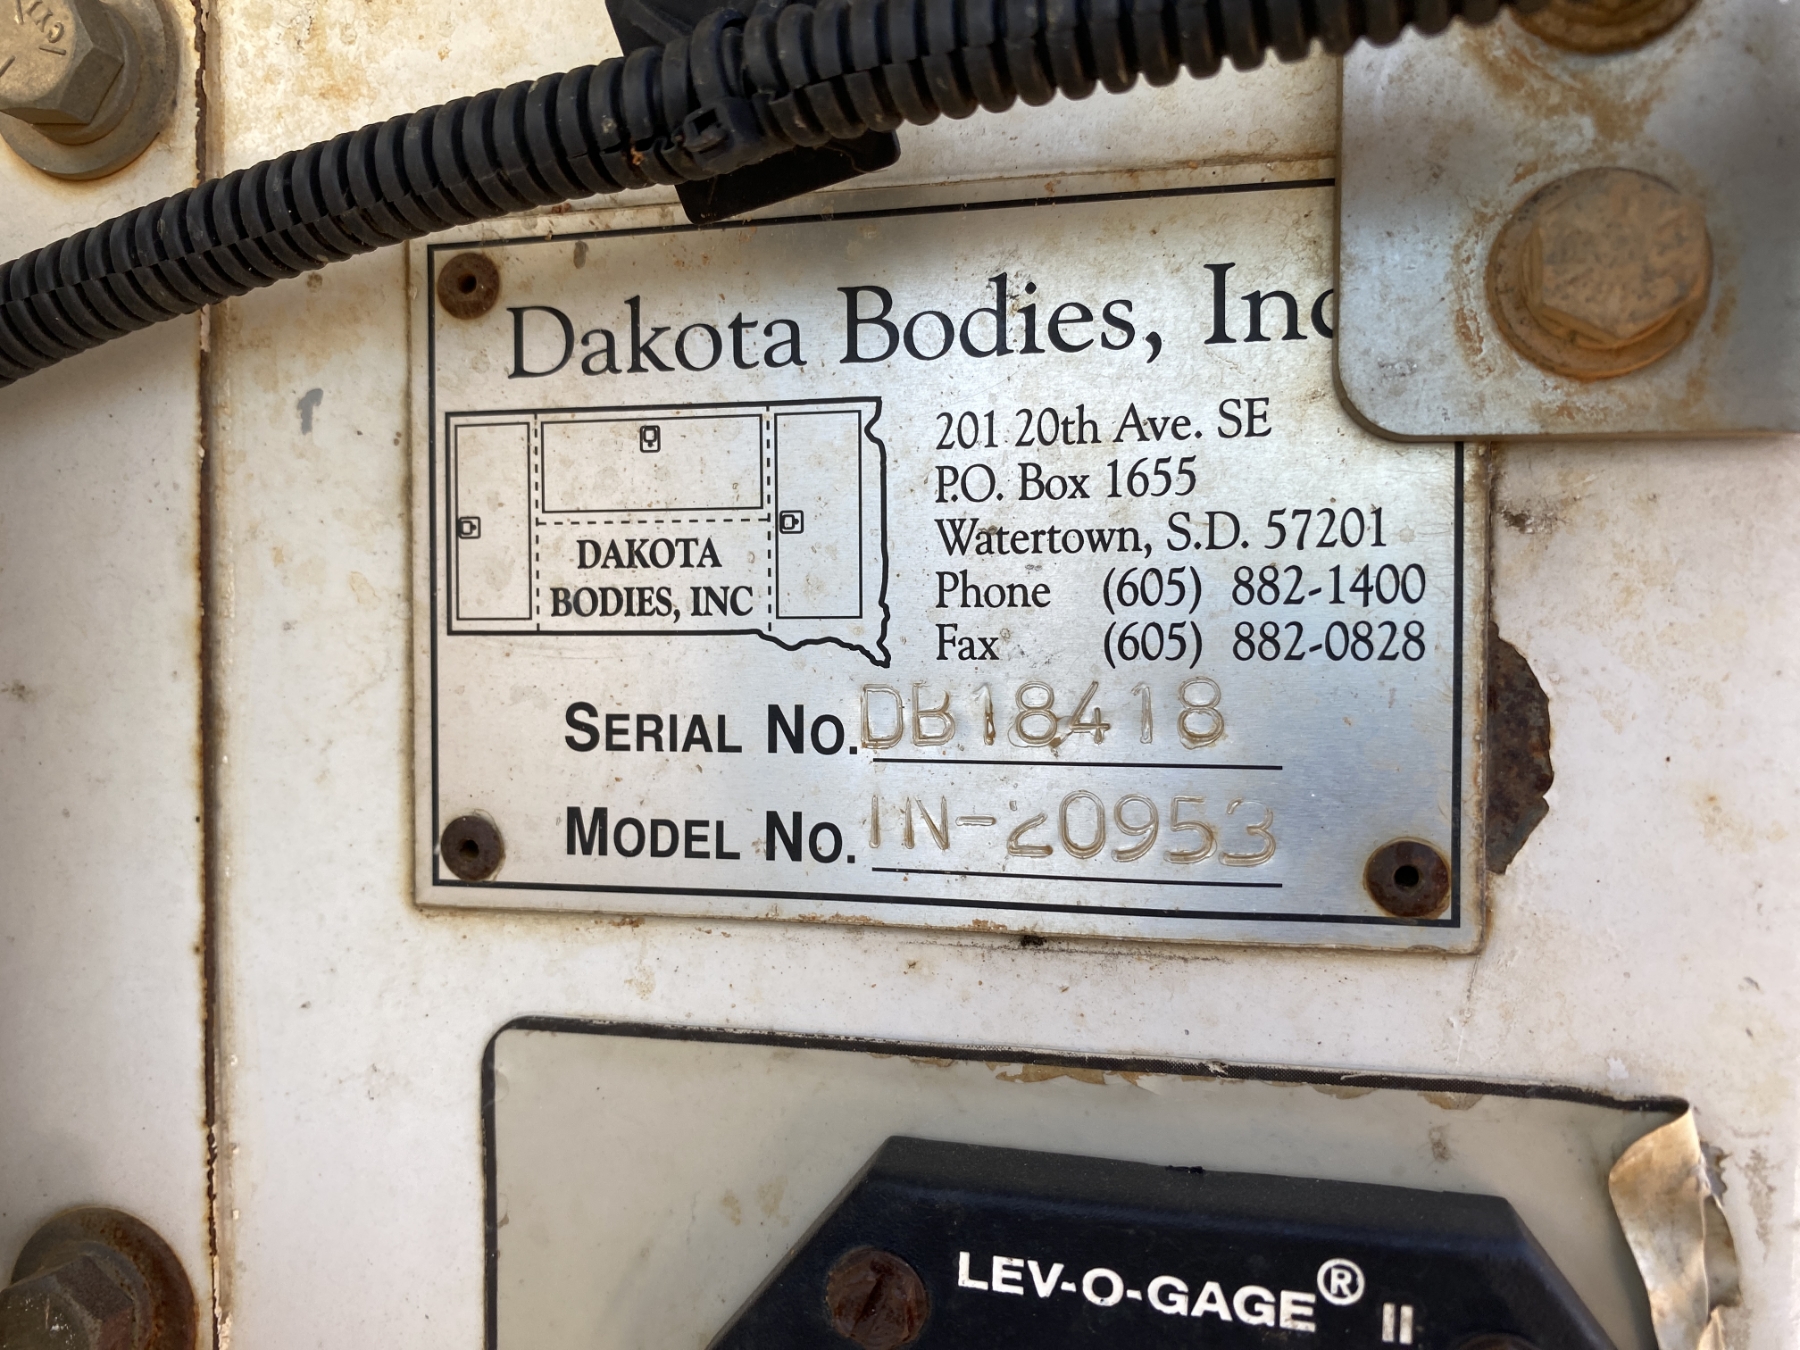 Dakota Bodies, Inc
201 20th Ave. SE
P.O. Box 1655
Watertown, S.D. 57201
Phone (605) 882-1400
Fax (605) 882-0828
DAKOTA
BODIES, INC
SERIAL NO. DB18418
MODEL NO. IN-20953
LEV-O-GAGE® II